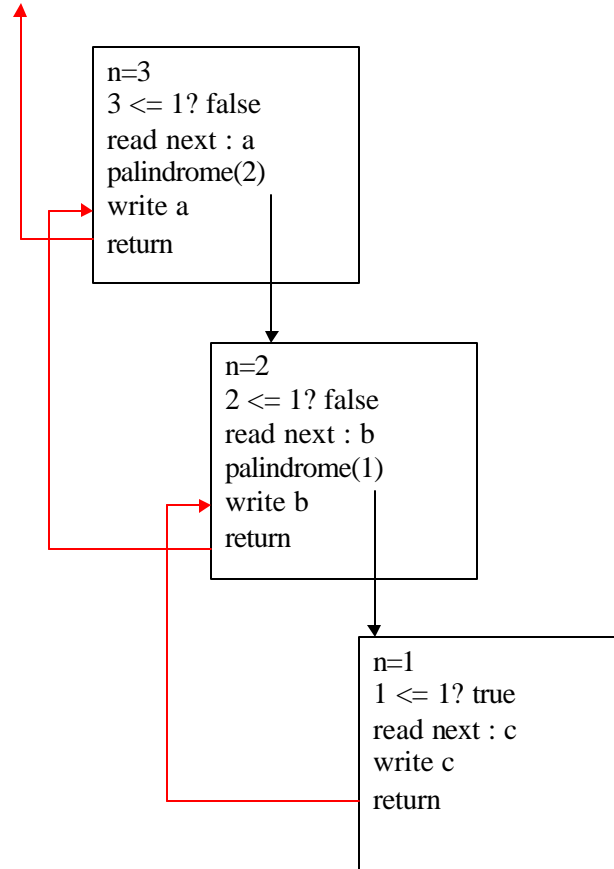 n=3
3 <= 1? false
read next : a
palindrome(2)
write a
return
n=2
2 <= 1? false
read next : b
palindrome(1)
write b
return
n=1
1 <= 1? true
read next : c
write c
return